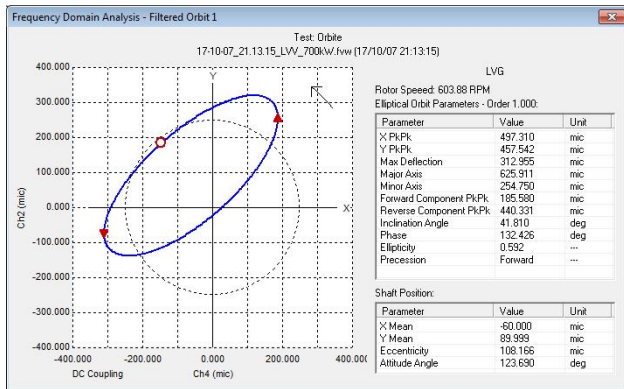 Frequency Domain Analysis - Filtered Orbit 1
Test: Orbite
17-10-07_21.13.15_LVV_700kW.fvw (17/10/07 21:13:15)
400.000
300.000
200.000
100.000
0.000
-100.000
-200.000
-300.000
-400.000
Ch2 (mic)
Y
X
-400.000 -200.000 0.000 200.000 400.000
DC Coupling Ch4 (mic)
LVG
Rotor Speeed: 603.88 RPM
Elliptical Orbit Parameters - Order 1.000:
Parameter Value Unit
X PkPk 497.310 mic
Y PkPk 457.542 mic
Max Deflection 312.955 mic
Major Axis 625.911 mic
Minor Axis 254.750 mic
Forward Component PkPk 185.580 mic
Reverse Component PkPk 440.331 mic
Inclination Angle 41.810 deg
Phase 132.426 deg
Ellipticity 0.592 ---
Precession Forward ---
Shaft Position:
Parameter Value Unit
X Mean -60.000 mic
Y Mean 89.999 mic
Eccentricity 108.166 mic
Attitude Angle 123.690 deg